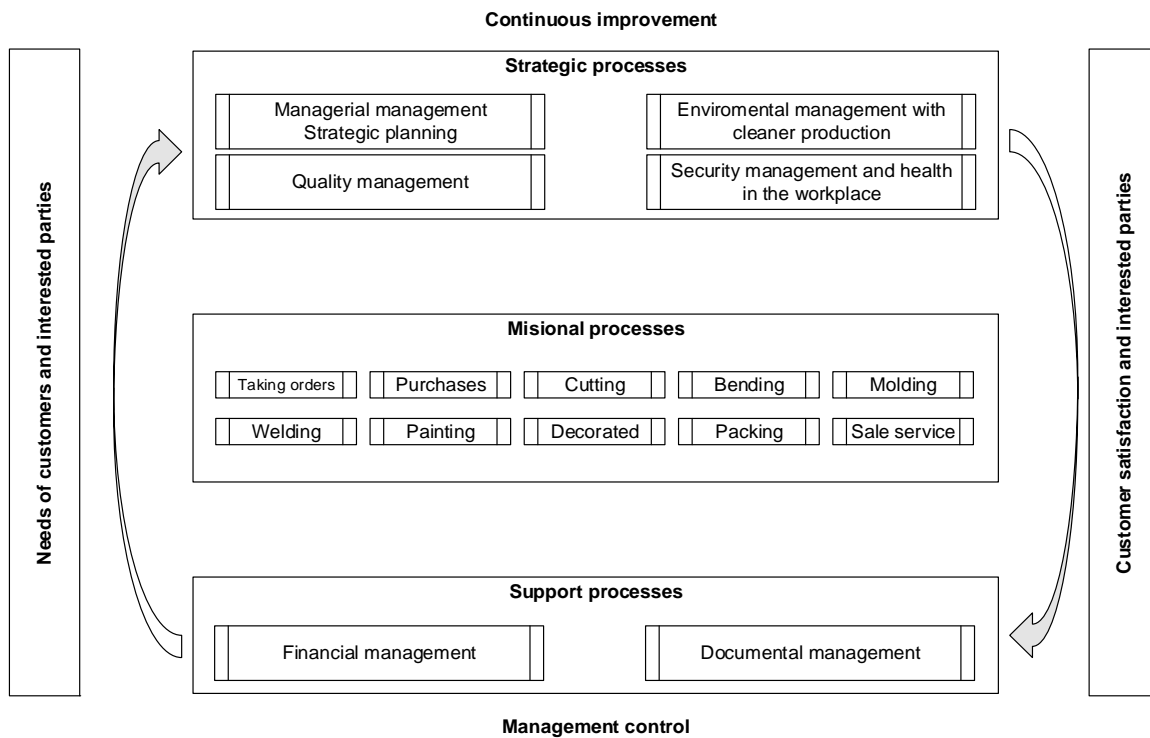 Continuous improvement
Needs of customers and interested parties
Strategic processes
Managerial management
Strategic planning
Enviromental management with
cleaner production
Quality management
Security management and health
in the workplace
Misional processes
Taking orders
Purchases
Cutting
Bending
Molding
Welding
Painting
Decorated
Packing
Sale service
Support processes
Financial management
Documental management
Customer satisfaction and interested parties
Management control